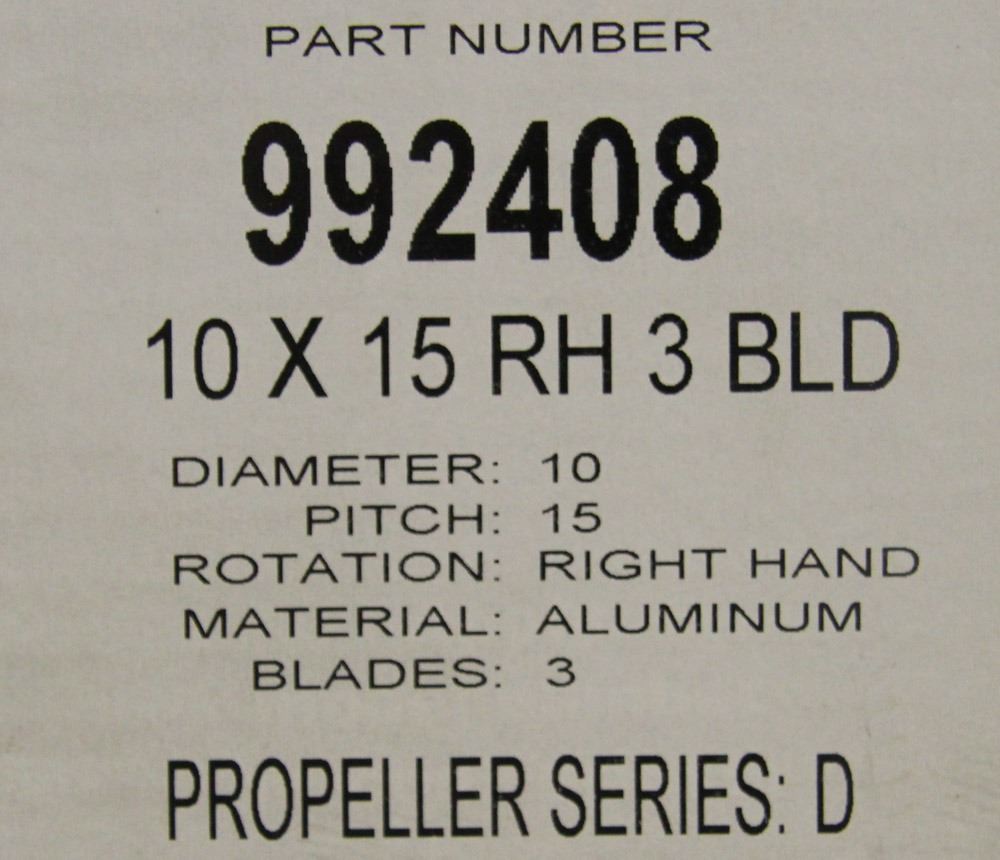 PART NUMBER
992408
10 X 15 RH 3 BLD
DIAMETER: 10
PITCH: 15
ROTATION: RIGHT HAND
MATERIAL: ALUMINUM
BLADES: 3
PROPELLER SERIES: D